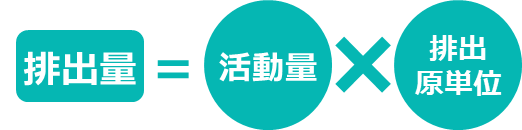 排出量 = 活動量 × 排出
原単位